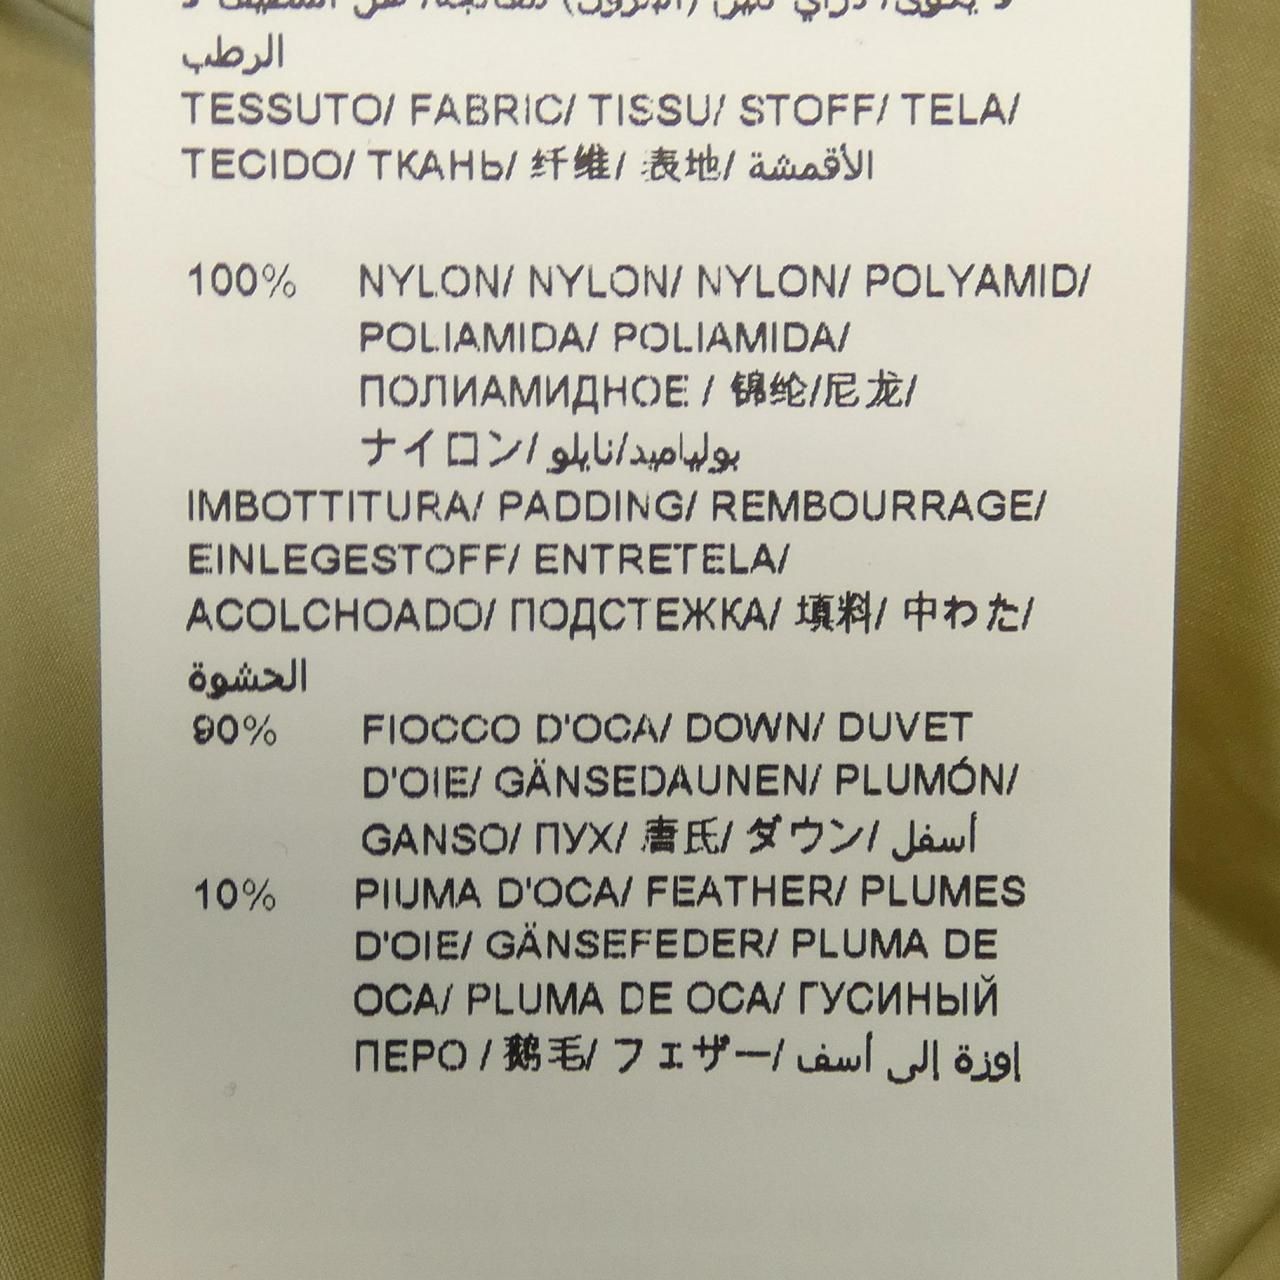 الرطب
TESSUTO/ FABRIC/ TISSU/ STOFF/ TELA/
TECIDO/ ТКАНЬ/ 纤维/ 表地/ الأقمشة
100% NYLON/ NYLON/ NYLON/ POLYAMID/
POLIAMIDA/ POLIAMIDA/
ПОЛИАМИДНОЕ / 锦纶/尼龙/
ナイロン/ بولياميد/نايلو
IMBOTTITURA/ PADDING/ REMBOURRAGE/
EINLEGESTOFF/ ENTRETELA/
ACOLCHOADO/ ПОДСТЕЖКА/ 填料/ 中わた/
الحشوة
90% FIOCCO D'OCA/ DOWN/ DUVET
D'OIE/ GÄNSEDAUNEN/ PLUMÓN/
GANSO/ ПУХ/ 唐氏/ ダウン/ أسفل
10% PIUMA D'OCA/ FEATHER/ PLUMES
D'OIE/ GÄNSEFEDER/ PLUMA DE
OCA/ PLUMA DE OCA/ ГУСИНЫЙ
ПЕРО / 鹅毛/ フェザー/ إوزة إلى أسف